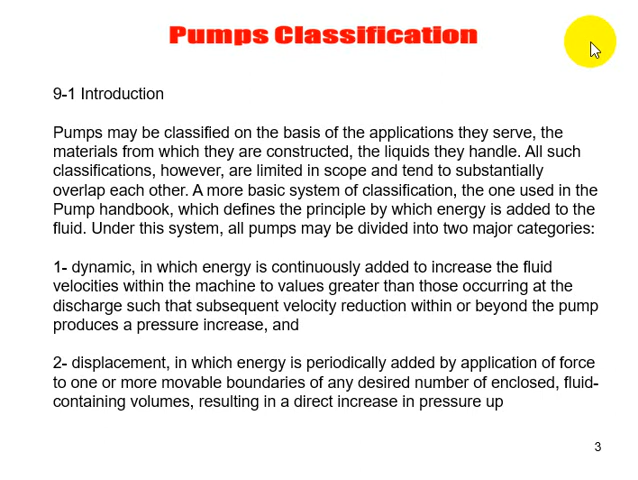 Pumps Classification
9-1 Introduction
Pumps may be classified on the basis of the applications they serve, the
materials from which they are constructed, the liquids they handle. All such
classifications, however, are limited in scope and tend to substantially
overlap each other. A more basic system of classification, the one used in the
Pump handbook, which defines the principle by which energy is added to the
fluid. Under this system, all pumps may be divided into two major categories:
1- dynamic, in which energy is continuously added to increase the fluid
velocities within the machine to values greater than those occurring at the
discharge such that subsequent velocity reduction within or beyond the pump
produces a pressure increase, and
2- displacement, in which energy is periodically added by application of force
to one or more movable boundaries of any desired number of enclosed, fluid-
containing volumes, resulting in a direct increase in pressure up
3